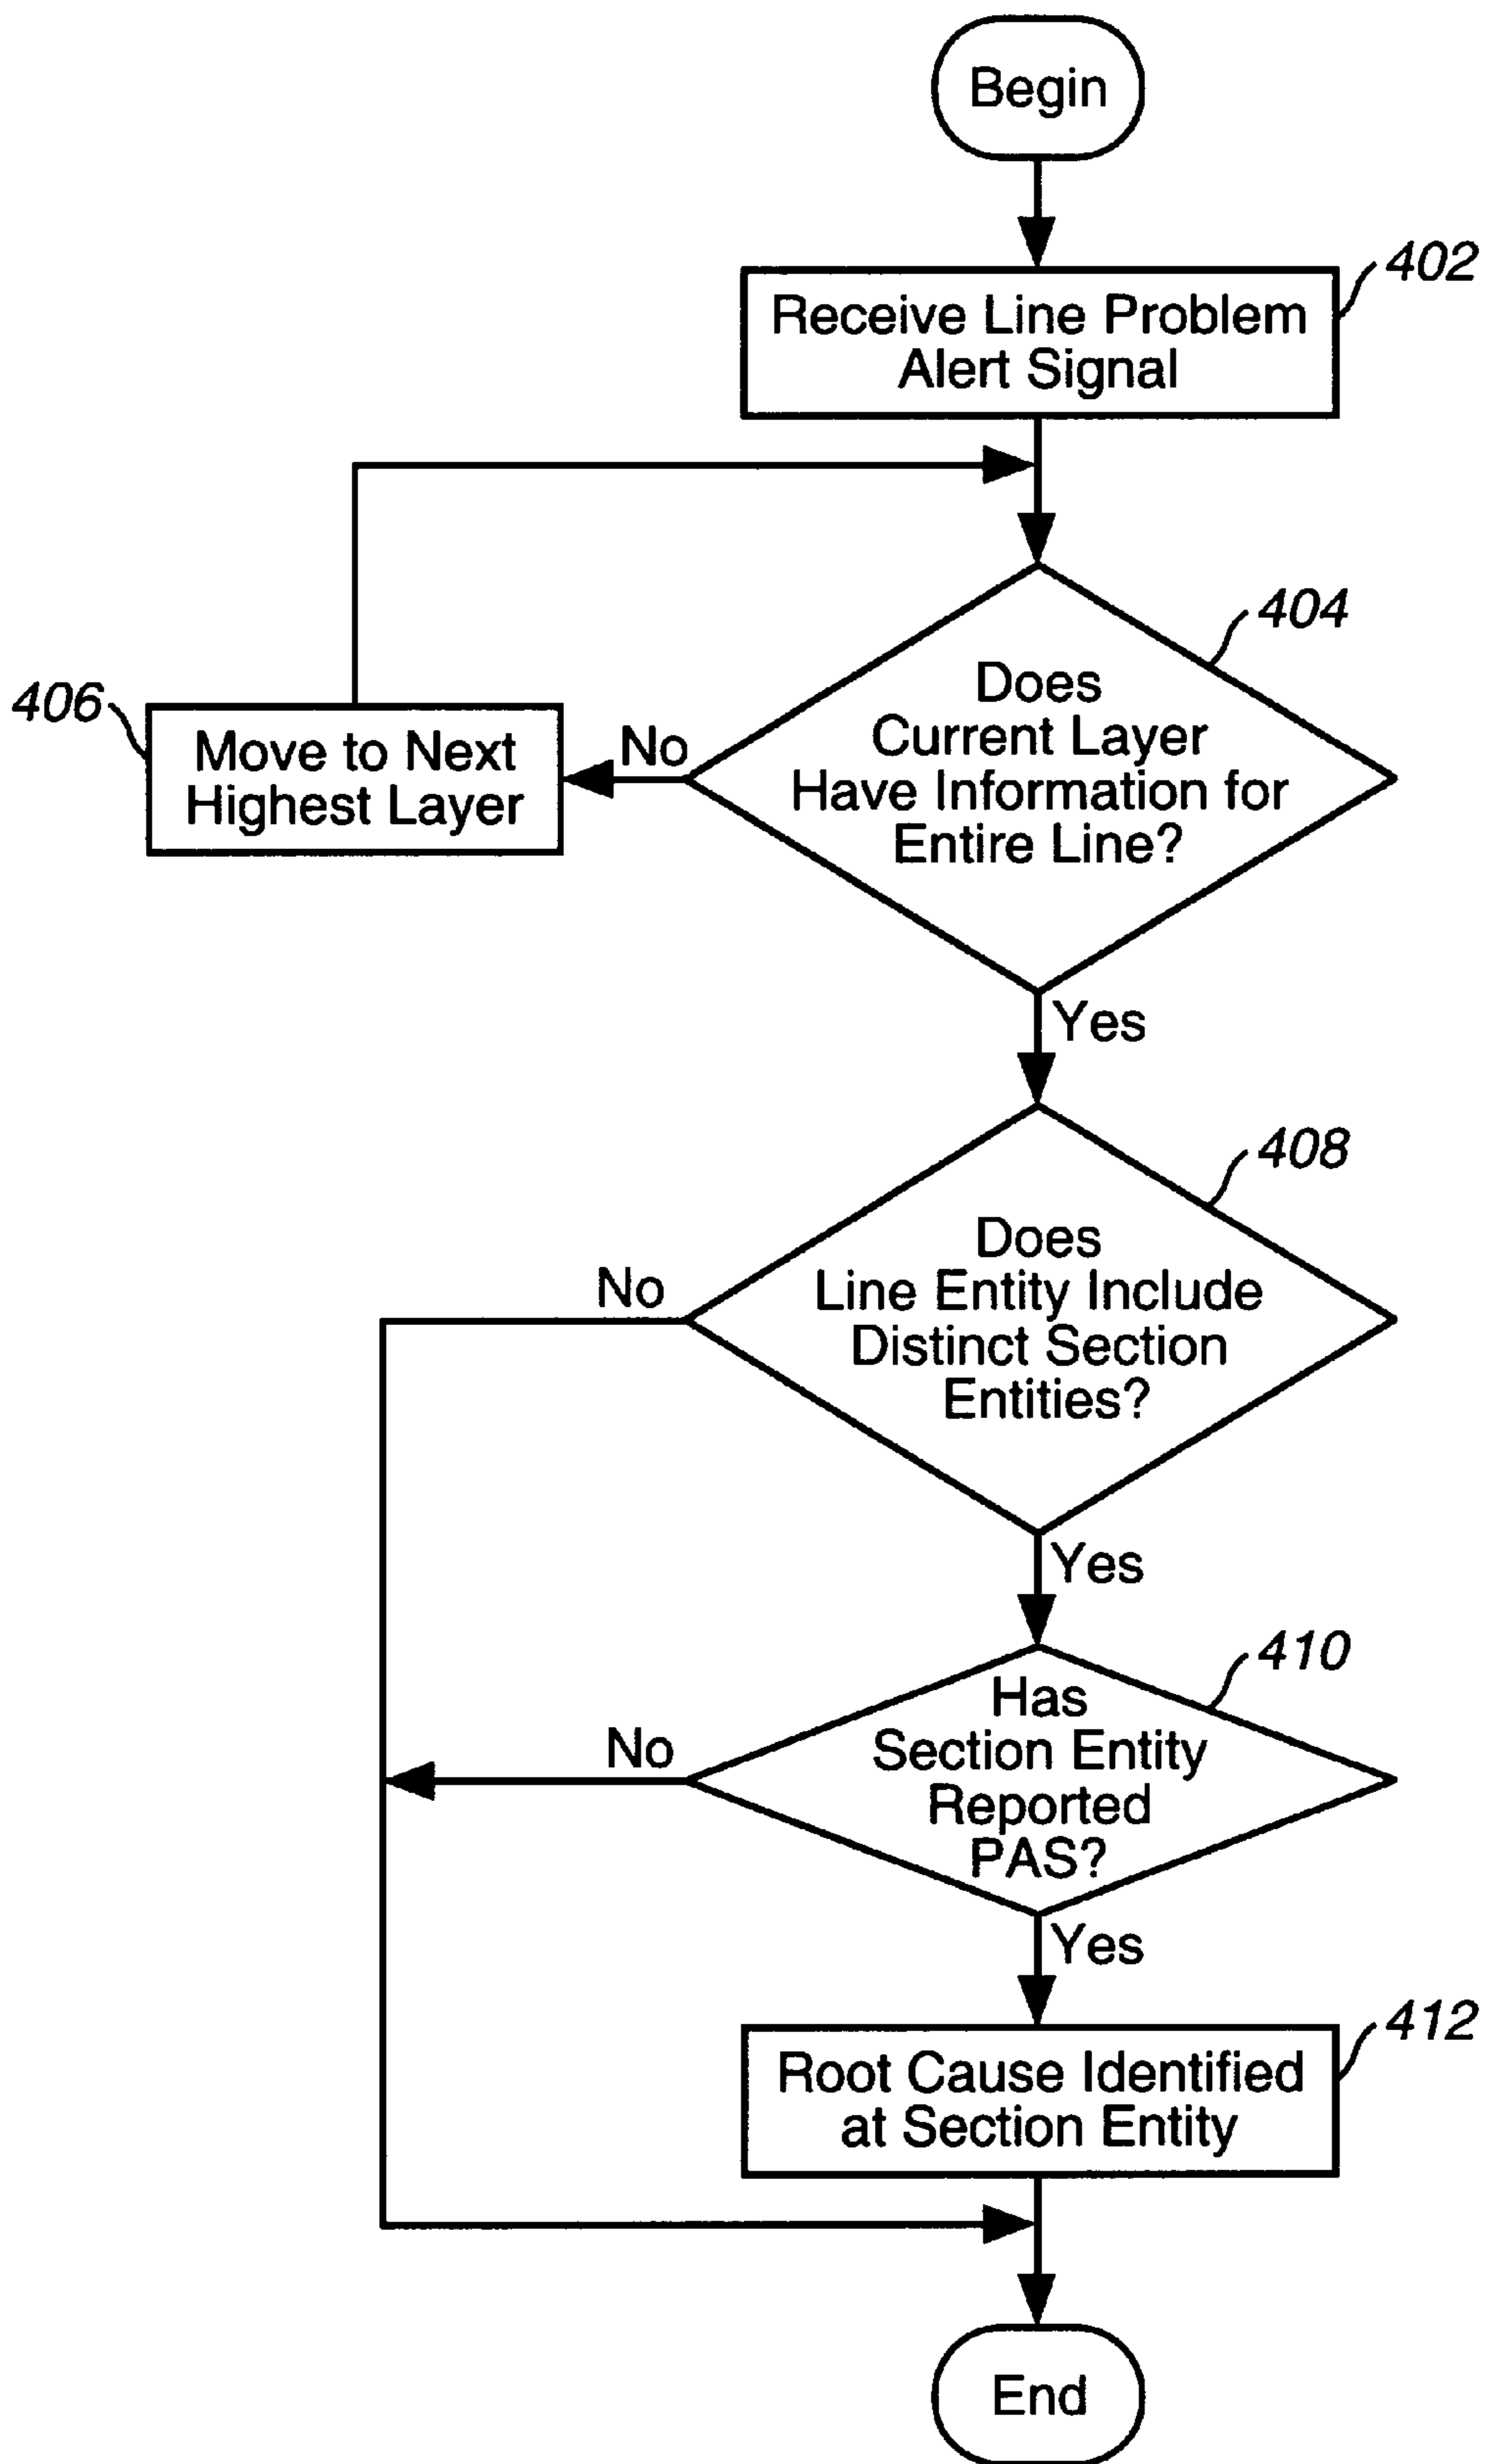 Begin
402
Receive Line Problem
Alert Signal
404
Does
Current Layer
Have Information for
Entire Line?
No
406
Move to Next
Highest Layer
Yes
408
Does
Line Entity Include
Distinct Section
Entities?
No
Yes
410
Has
Section Entity
Reported
PAS?
No
Yes
412
Root Cause Identified
at Section Entity
End